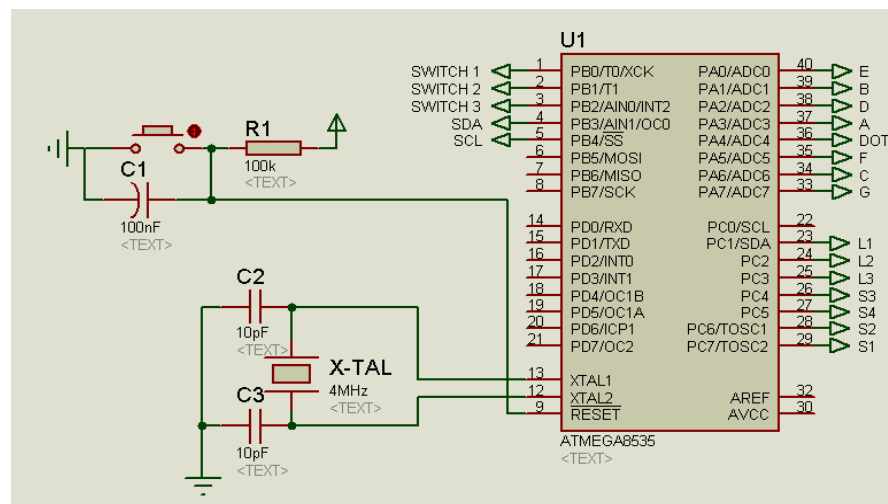 U1
SWITCH 1 1 PB0/T0/XCK PA0/ADC0 40 E
SWITCH 2 2 PB1/T1 PA1/ADC1 39 B
SWITCH 3 3 PB2/AIN0/INT2 PA2/ADC2 38 D
SDA 4 PB3/AIN1/OC0 PA3/ADC3 37 A
SCL 5 PB4/SS PA4/ADC4 36 DOT
6 PB5/MOSI PA5/ADC5 35 F
7 PB6/MISO PA6/ADC6 34 C
8 PB7/SCK PA7/ADC7 33 G
R1
100k
<TEXT>
C1
100nF
<TEXT>
14 PD0/RXD PC0/SCL 22
15 PD1/TXD PC1/SDA 23 L1
16 PD2/INT0 PC2 24 L2
17 PD3/INT1 PC3 25 L3
18 PD4/OC1B PC4 26 S3
19 PD5/OC1A PC5 27 S4
20 PD6/ICP1 PC6/TOSC1 28 S2
21 PD7/OC2 PC7/TOSC2 29 S1
C2
10pF
<TEXT>
X-TAL
4MHz
<TEXT>
C3
10pF
<TEXT>
13 XTAL1
12 XTAL2 AREF 32
9 RESET AVCC 30
ATMEGA8535
<TEXT>